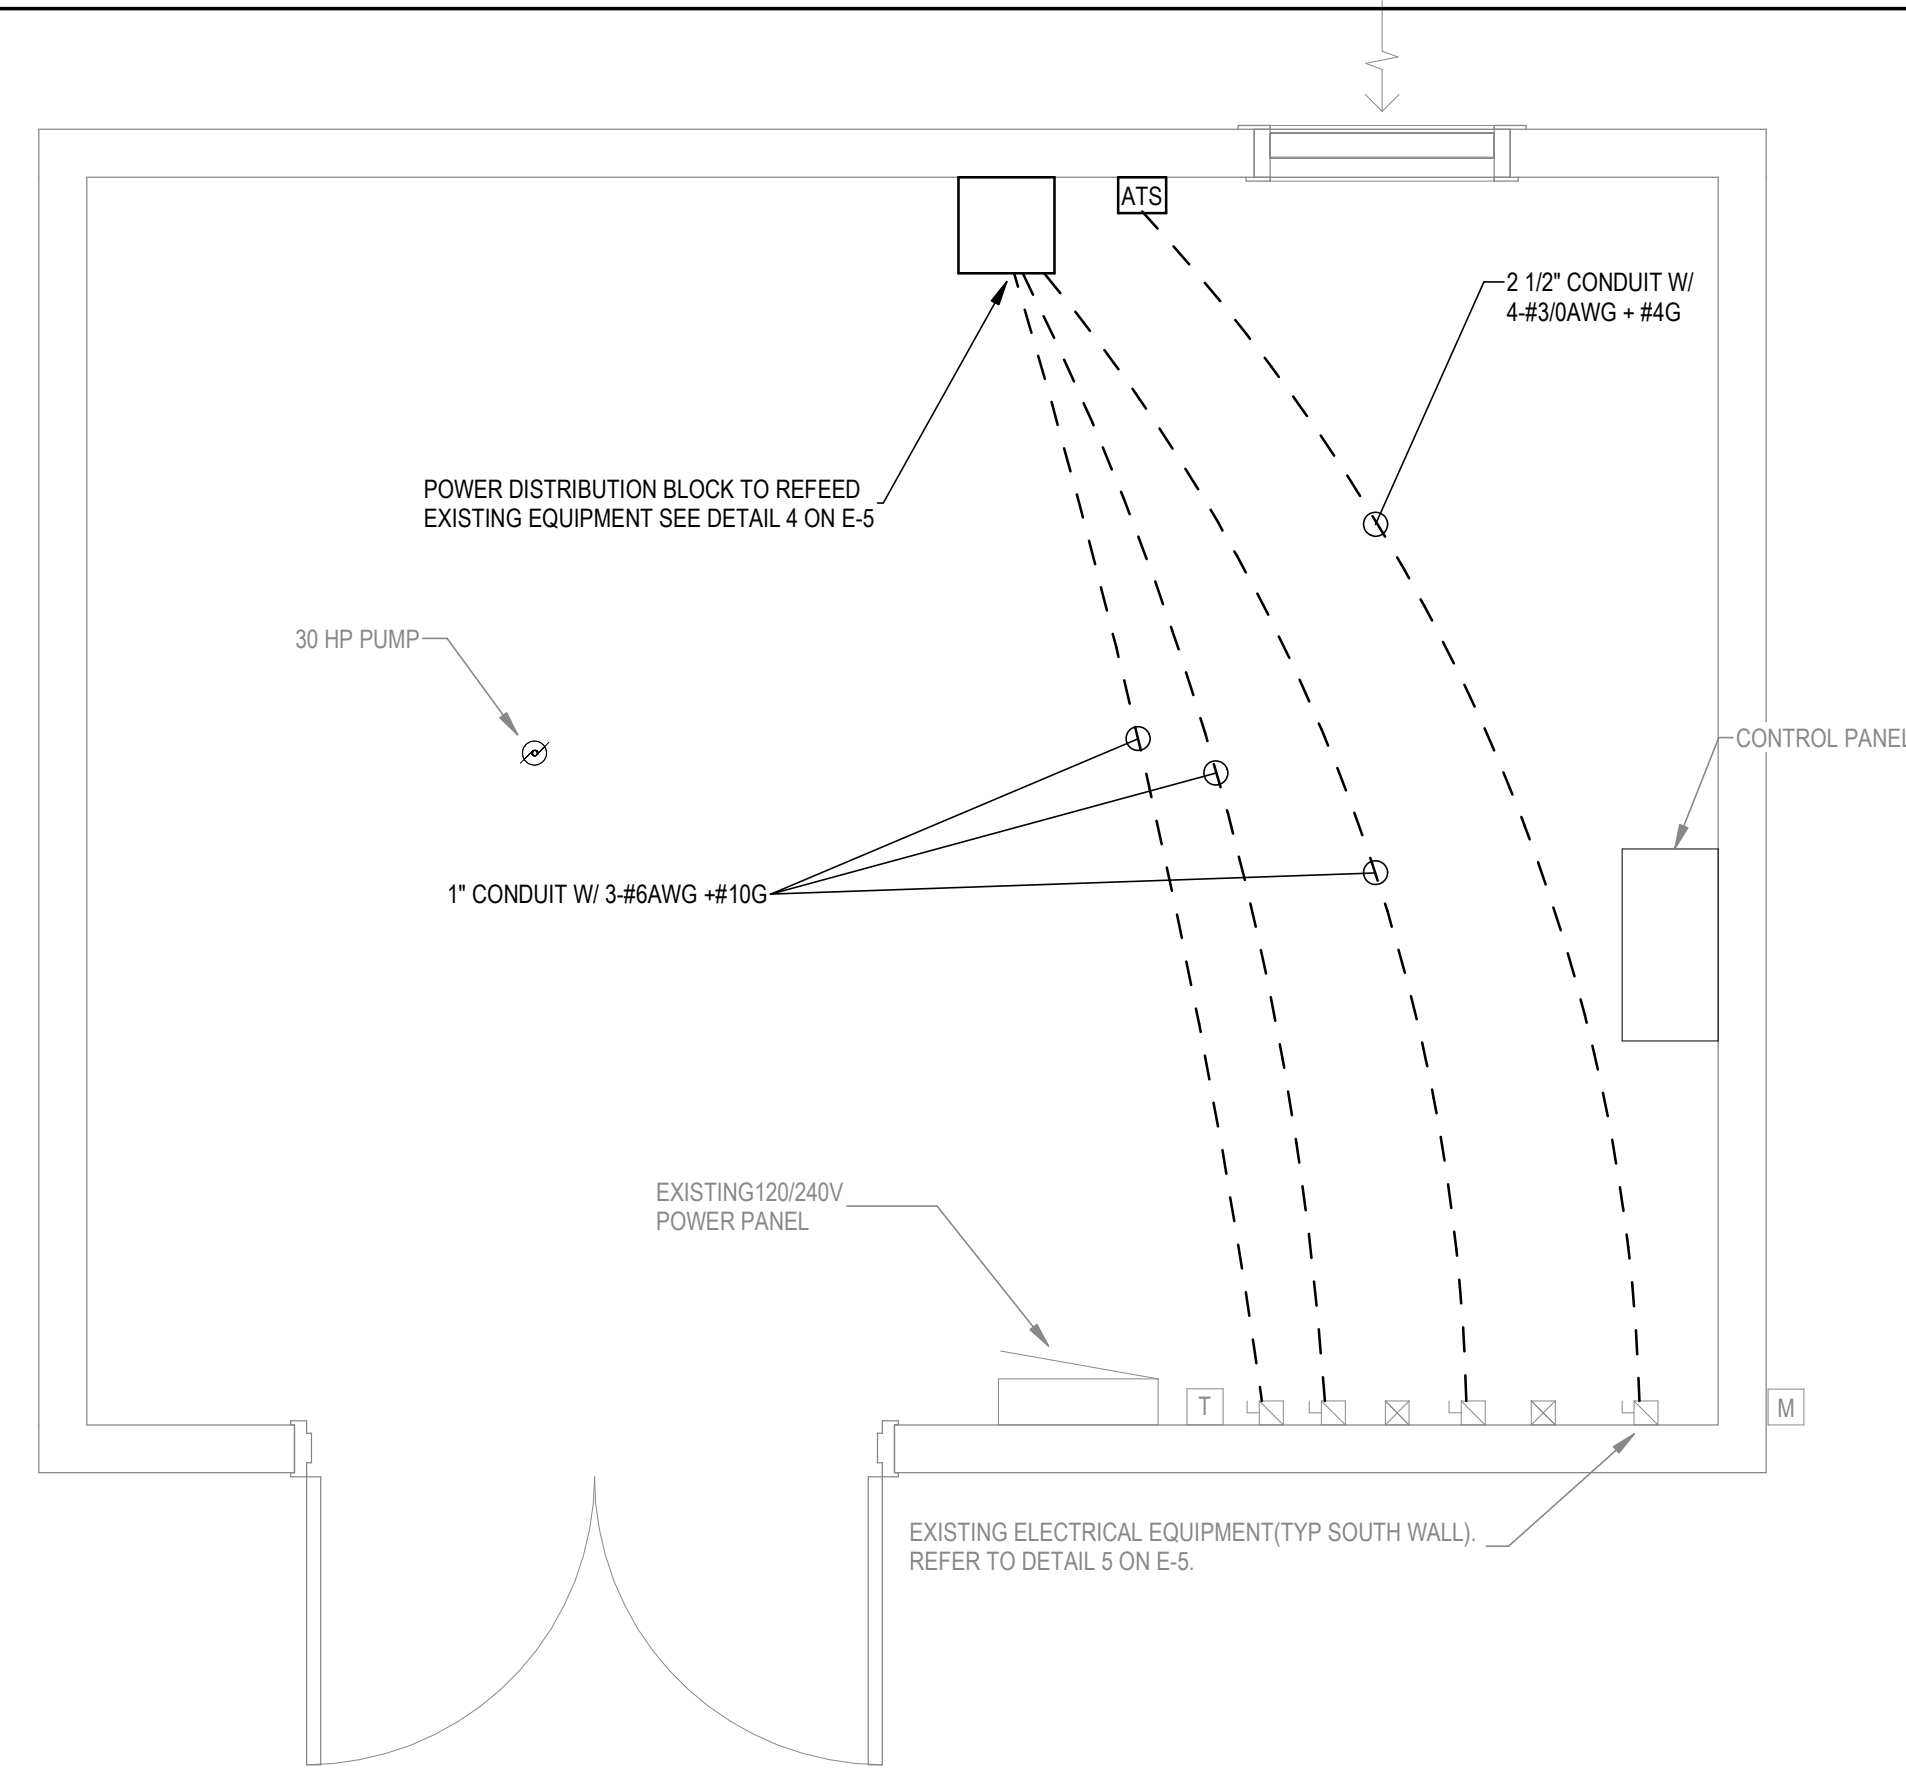 ATS
2 1/2" CONDUIT W/
4-#3/0AWG + #4G
POWER DISTRIBUTION BLOCK TO REFEED
EXISTING EQUIPMENT SEE DETAIL 4 ON E-5
30 HP PUMP
CONTROL PANEL
1" CONDUIT W/ 3-#6AWG +#10G
EXISTING120/240V
POWER PANEL
T
M
EXISTING ELECTRICAL EQUIPMENT(TYP SOUTH WALL).
REFER TO DETAIL 5 ON E-5.